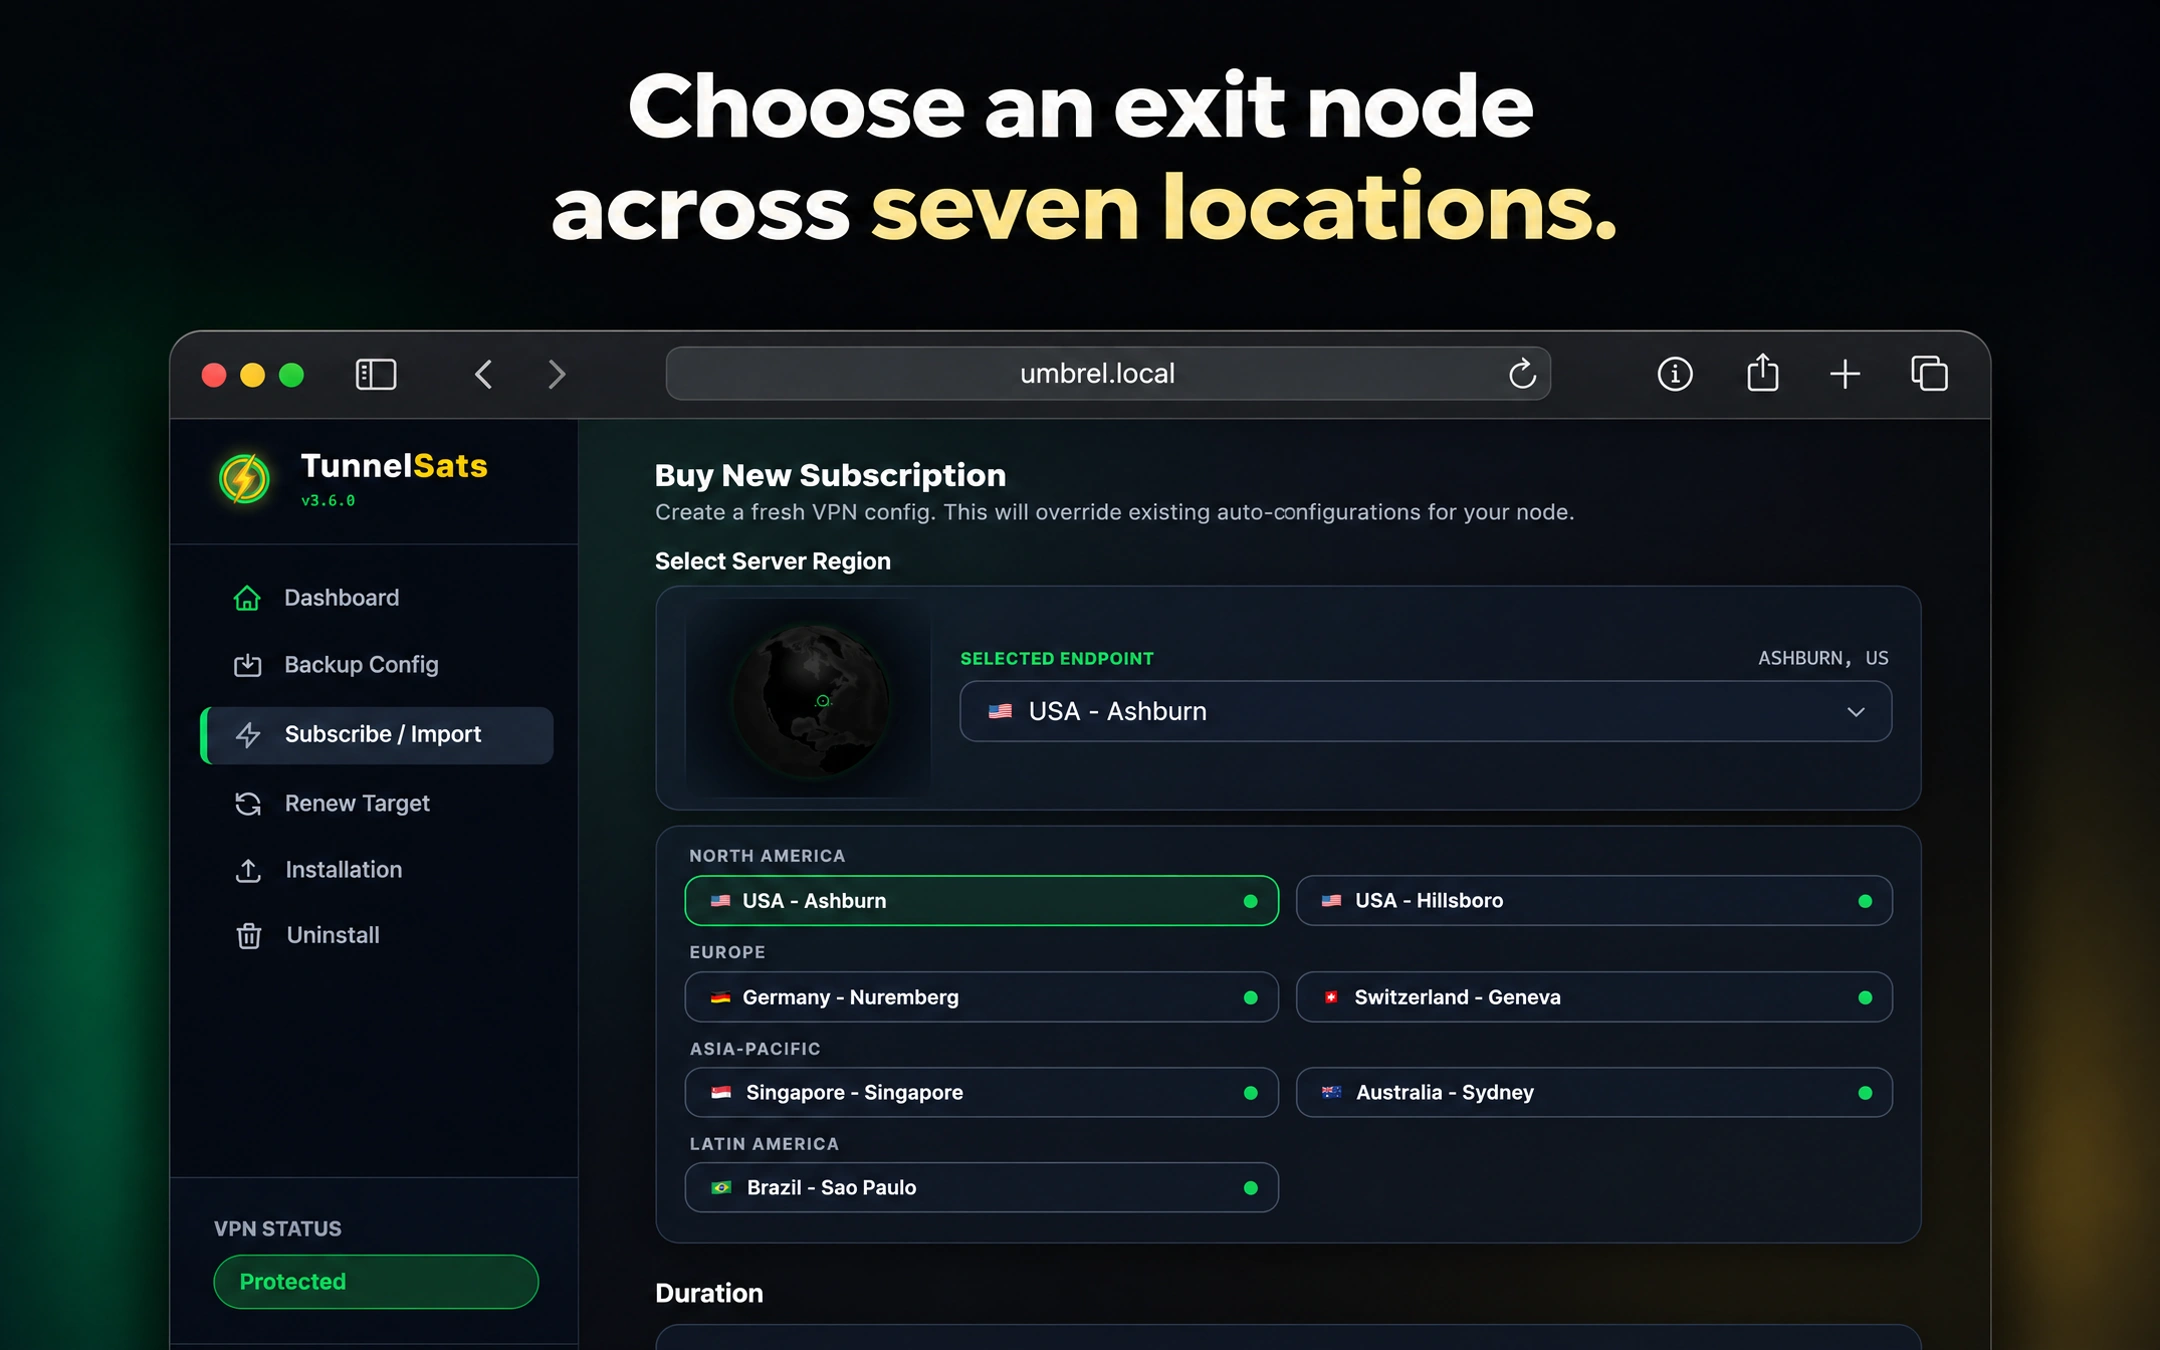 Choose an exit node
across seven locations.
umbrel.local
TunnelSats
v3.6.0
Dashboard
Backup Config
Subscribe / Import
Renew Target
Installation
Uninstall
VPN STATUS
Protected
Buy New Subscription
Create a fresh VPN config. This will override existing auto-configurations for your node.
Select Server Region
SELECTED ENDPOINT
ASHBURN, US
USA - Ashburn
NORTH AMERICA
USA - Ashburn
USA - Hillsboro
EUROPE
Germany - Nuremberg
Switzerland - Geneva
ASIA-PACIFIC
Singapore - Singapore
Australia - Sydney
LATIN AMERICA
Brazil - Sao Paulo
Duration